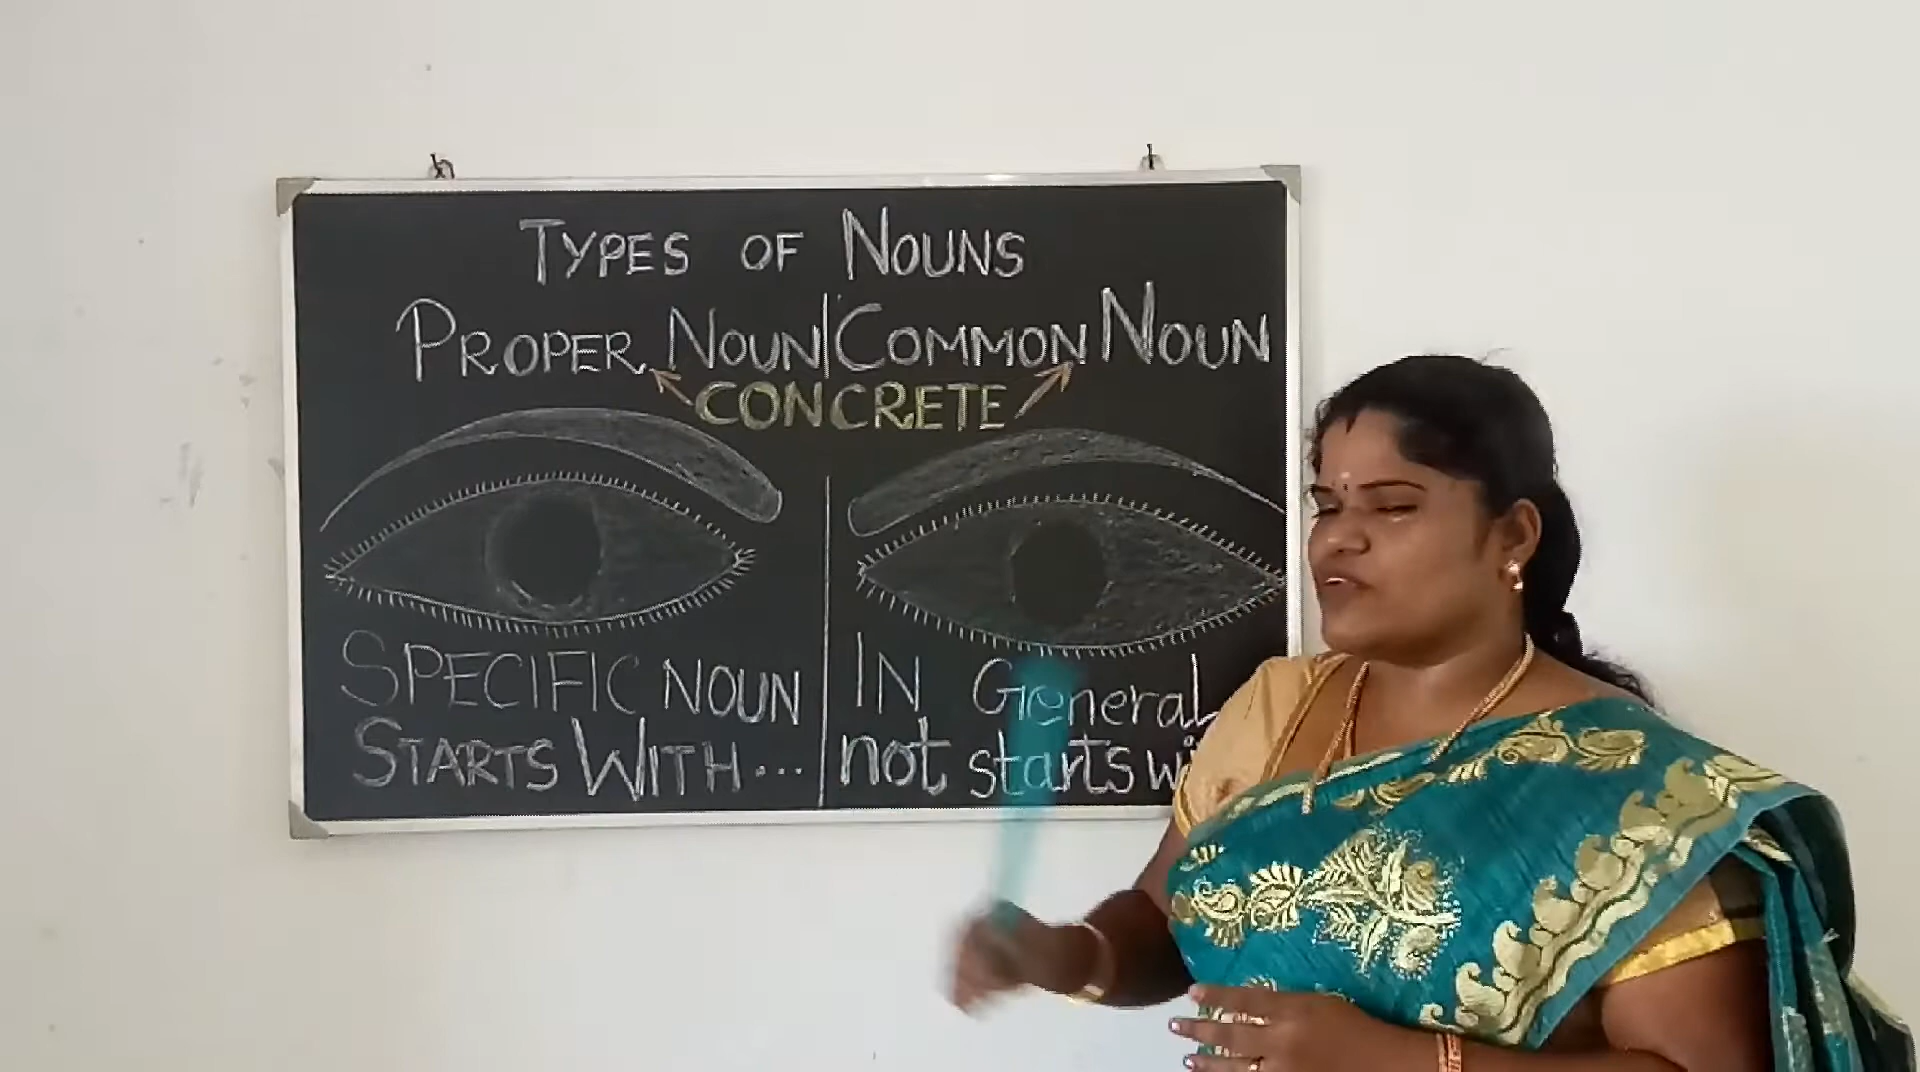 TYPES OF NOUNS
PROPER NOUN | COMMON NOUN
CONCRETE
SPECIFIC NOUN
STARTS WITH...
IN General
not starts